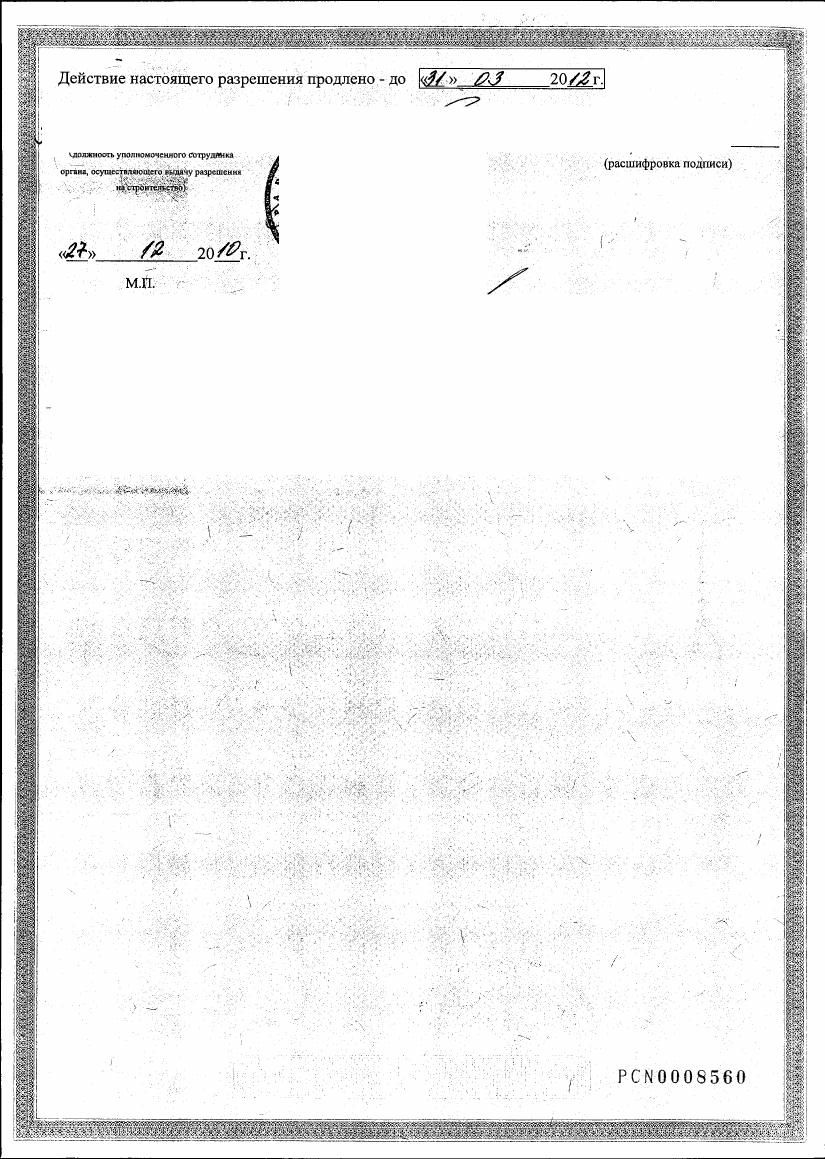 Действие настоящего разрешения продлено - до «31» 03 2012 г.
(должность уполномоченного сотрудника
органа, осуществляющего выдачу разрешения
на строительство)
(расшифровка подписи)
«27» 12 2010 г.
М.П.
РСN0008560